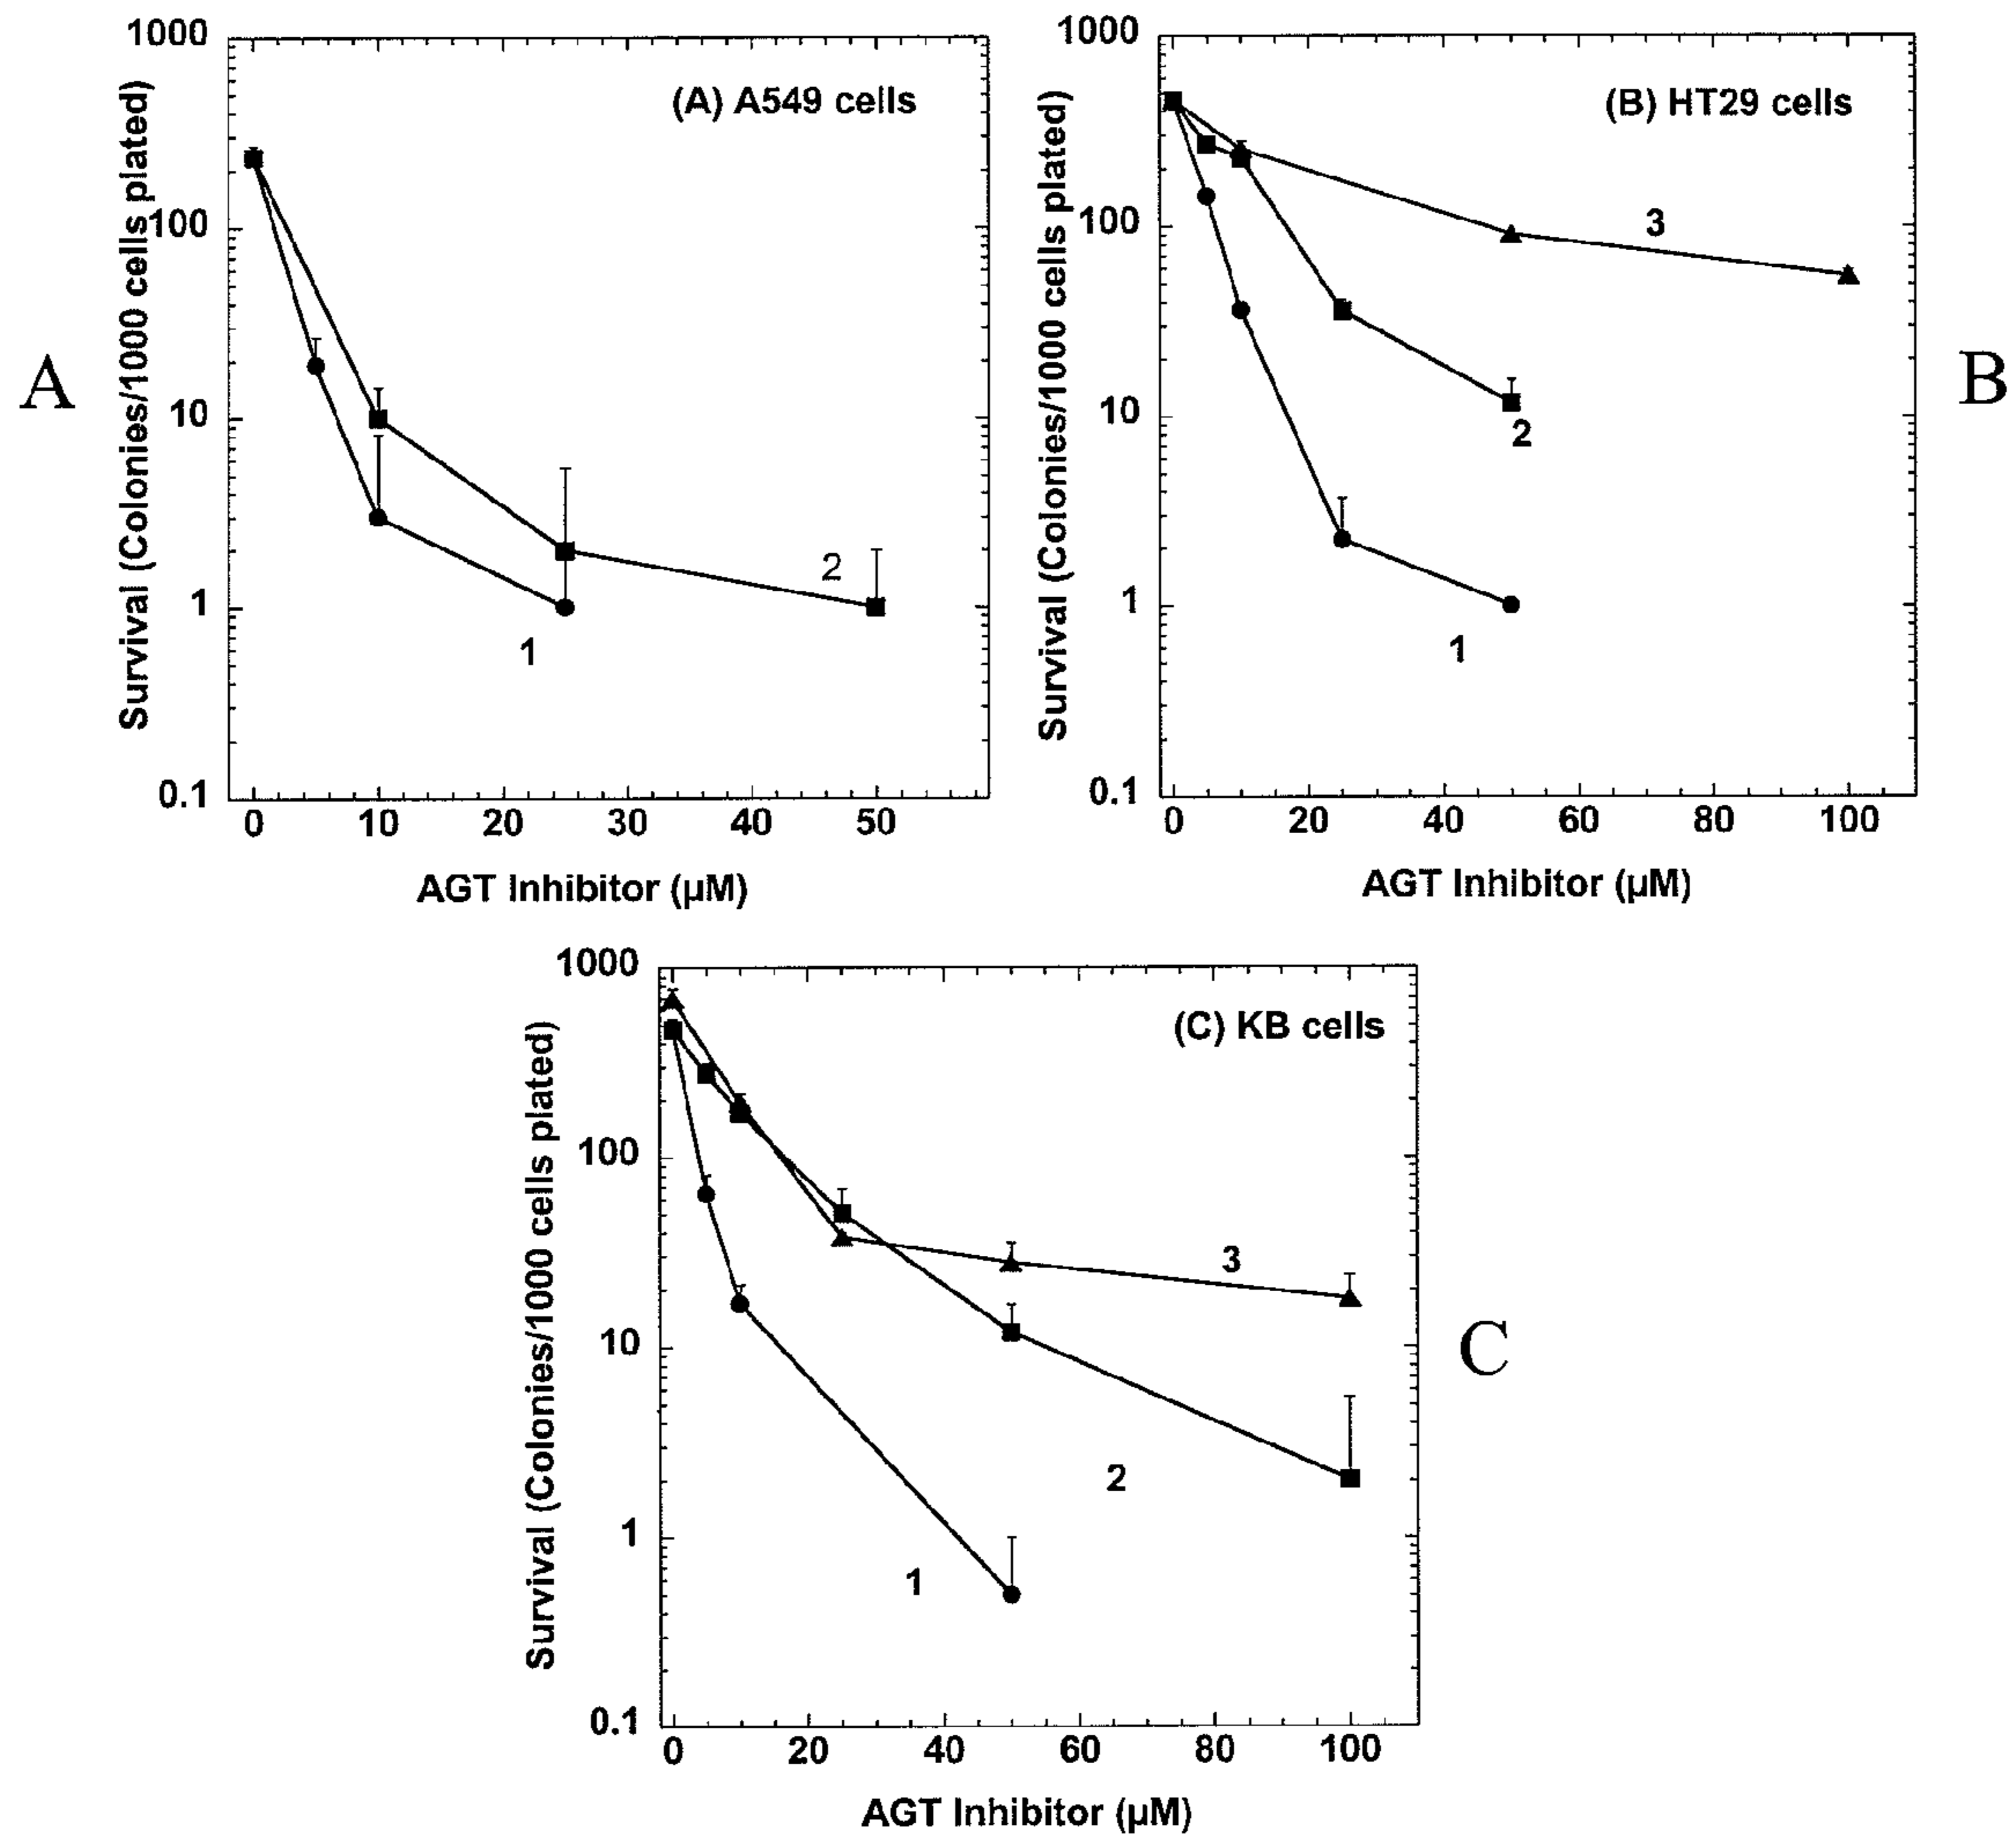 A
Survival (Colonies/1000 cells plated)
1000
100
10
1
0.1
(A) A549 cells
2
1
0 10 20 30 40 50
AGT Inhibitor (µM)
B
Survival (Colonies/1000 cells plated)
1000
100
10
1
0.1
(B) HT29 cells
3
2
1
0 20 40 60 80 100
AGT Inhibitor (µM)
C
Survival (Colonies/1000 cells plated)
1000
100
10
1
0.1
(C) KB cells
3
2
1
0 20 40 60 80 100
AGT Inhibitor (µM)